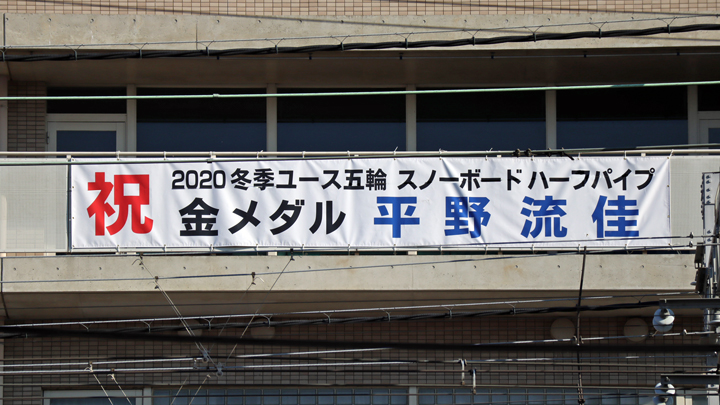 祝
2020 冬季ユース五輪 スノーボード ハーフパイプ
金メダル 平野 流佳